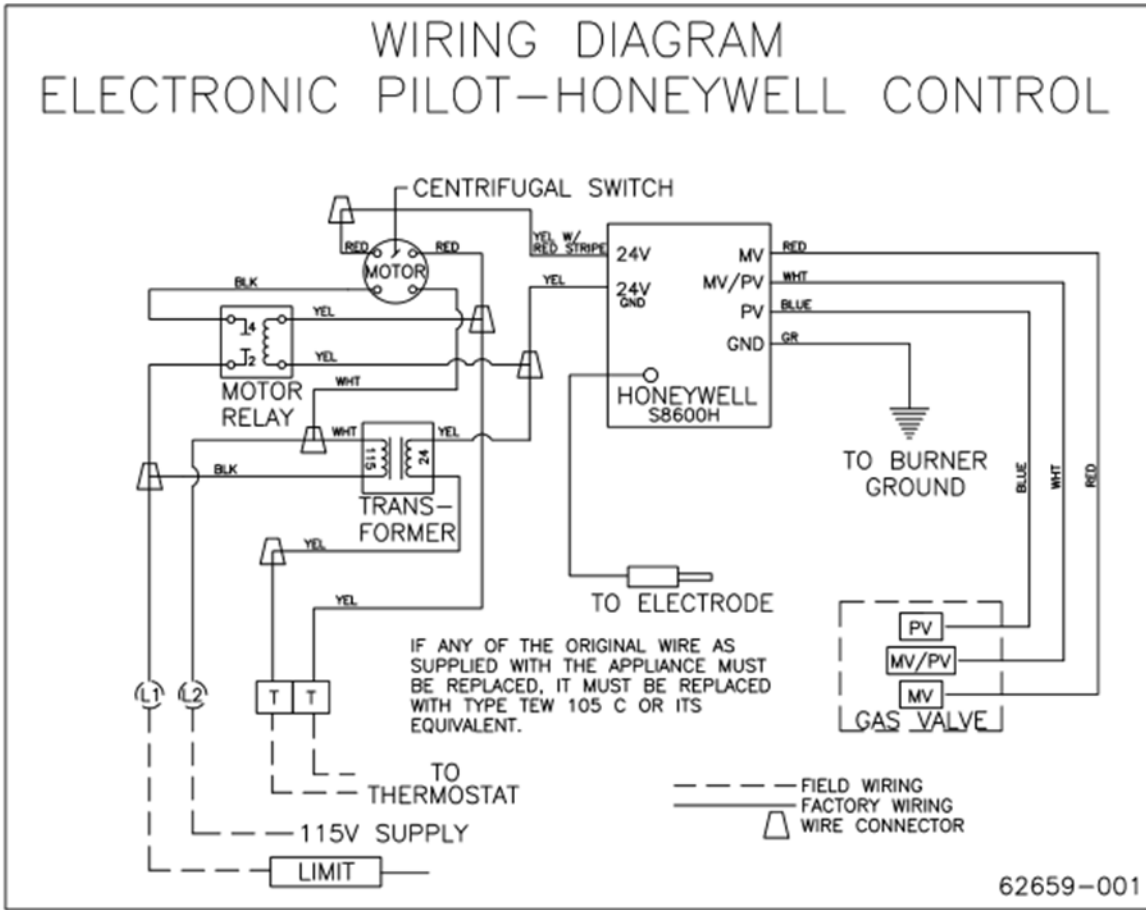 WIRING DIAGRAM
ELECTRONIC PILOT-HONEYWELL CONTROL
CENTRIFUGAL SWITCH
RED
RED
MOTOR
YEL W/
RED STRIPE
24V
YEL
24V
GND
MV
RED
MV/PV
WHT
PV
BLUE
GND
GR
HONEYWELL
S8600H
BLK
4
YEL
2
YEL
MOTOR
RELAY
WHT
WHT
115
24
YEL
BLK
TRANS-
FORMER
YEL
YEL
TO BURNER
GROUND
BLUE
WHT
RED
TO ELECTRODE
PV
MV/PV
MV
GAS VALVE
IF ANY OF THE ORIGINAL WIRE AS
SUPPLIED WITH THE APPLIANCE MUST
BE REPLACED, IT MUST BE REPLACED
WITH TYPE TEW 105 C OR ITS
EQUIVALENT.
L1
L2
T
T
TO
THERMOSTAT
115V SUPPLY
LIMIT
FIELD WIRING
FACTORY WIRING
WIRE CONNECTOR
62659-001